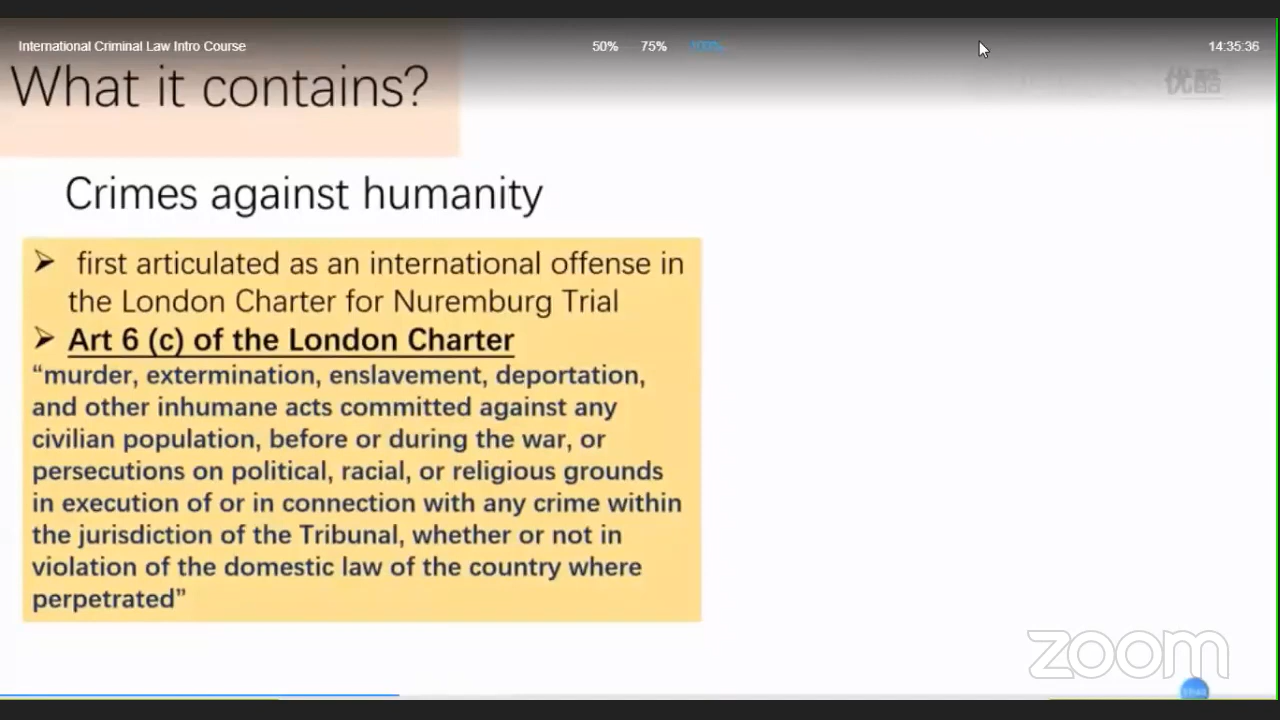 International Criminal Law Intro Course
50% 75% 100%
14:35:36
What it contains?
优酷
Crimes against humanity
➤ first articulated as an international offense in
the London Charter for Nuremburg Trial
➤ Art 6 (c) of the London Charter
“murder, extermination, enslavement, deportation,
and other inhumane acts committed against any
civilian population, before or during the war, or
persecutions on political, racial, or religious grounds
in execution of or in connection with any crime within
the jurisdiction of the Tribunal, whether or not in
violation of the domestic law of the country where
perpetrated”
zoom